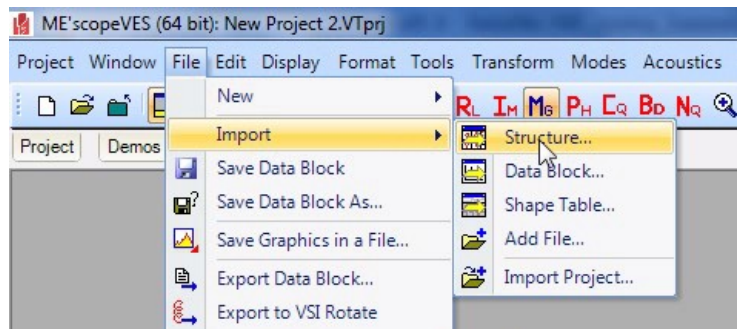 ME'scopeVES (64 bit): New Project 2.VTprj
Project Window File Edit Display Format Tools Transform Modes Acoustics
RL IM MG PH CQ BD NQ
Project Demos
New
Import
Save Data Block
Save Data Block As...
Save Graphics in a File...
Export Data Block...
Export to VSI Rotate
Structure...
Data Block...
Shape Table...
Add File...
Import Project...